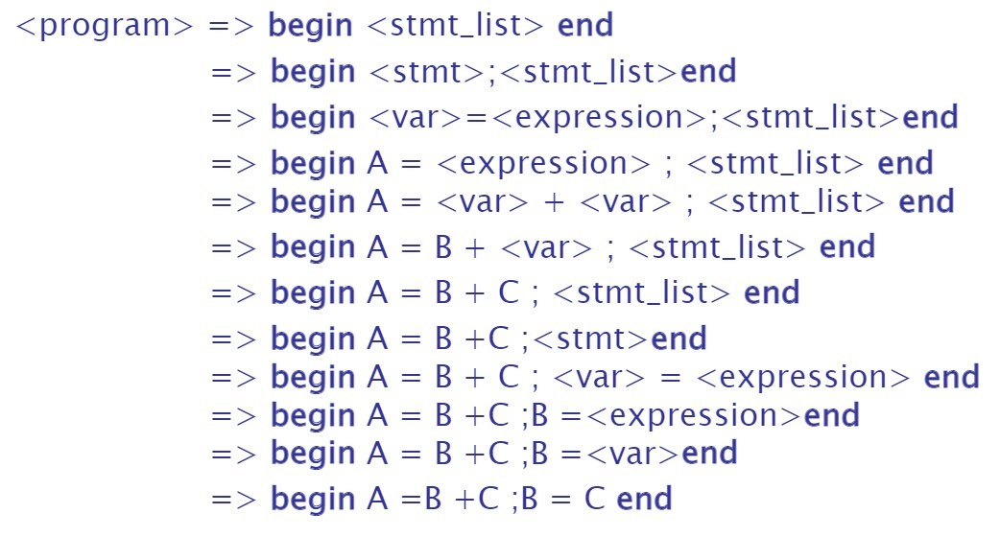 <program> => begin <stmt_list> end
=> begin <stmt>;<stmt_list>end
=> begin <var>=<expression>;<stmt_list>end
=> begin A = <expression> ; <stmt_list> end
=> begin A = <var> + <var> ; <stmt_list> end
=> begin A = B + <var> ; <stmt_list> end
=> begin A = B + C ; <stmt_list> end
=> begin A = B +C ;<stmt>end
=> begin A = B + C ; <var> = <expression> end
=> begin A = B +C ;B =<expression>end
=> begin A = B +C ;B =<var>end
=> begin A =B +C ;B = C end